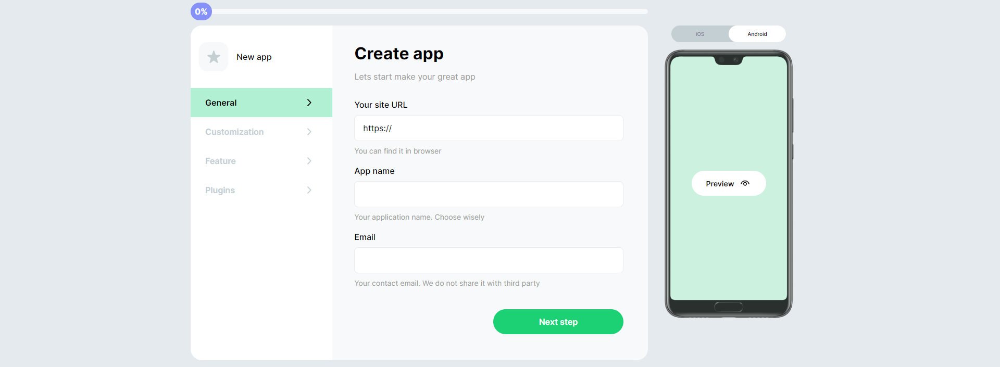 0%
New app
General
Customization
Feature
Plugins
Create app
Lets start make your great app
Your site URL
https://
You can find it in browser
App name
Your application name. Choose wisely
Email
Your contact email. We do not share it with third party
Next step
iOS
Android
Preview